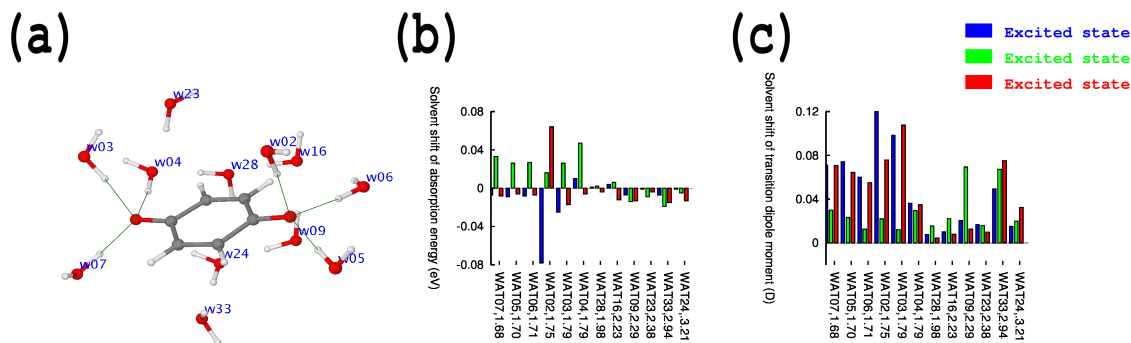 (a)
w23
w03
w04
w02
w16
w28
w06
w09
w07
w24
w05
w33
(b)
Solvent shift of absorption energy (eV)
0.08
0.04
0
-0.04
-0.08
WAT07,1.68
WAT05,1.70
WAT06,1.71
WAT02,1.75
WAT03,1.79
WAT04,1.79
WAT28,1.98
WAT16,2.23
WAT09,2.29
WAT23,2.38
WAT33,2.94
WAT24,.3.21
(c)
Solvent shift of transition dipole moment (D)
0.12
0.08
0.04
0
WAT07,1.68
WAT05,1.70
WAT06,1.71
WAT02,1.75
WAT03,1.79
WAT04,1.79
WAT28,1.98
WAT16,2.23
WAT09,2.29
WAT23,2.38
WAT33,2.94
WAT24,.3.21
Excited state
Excited state
Excited state